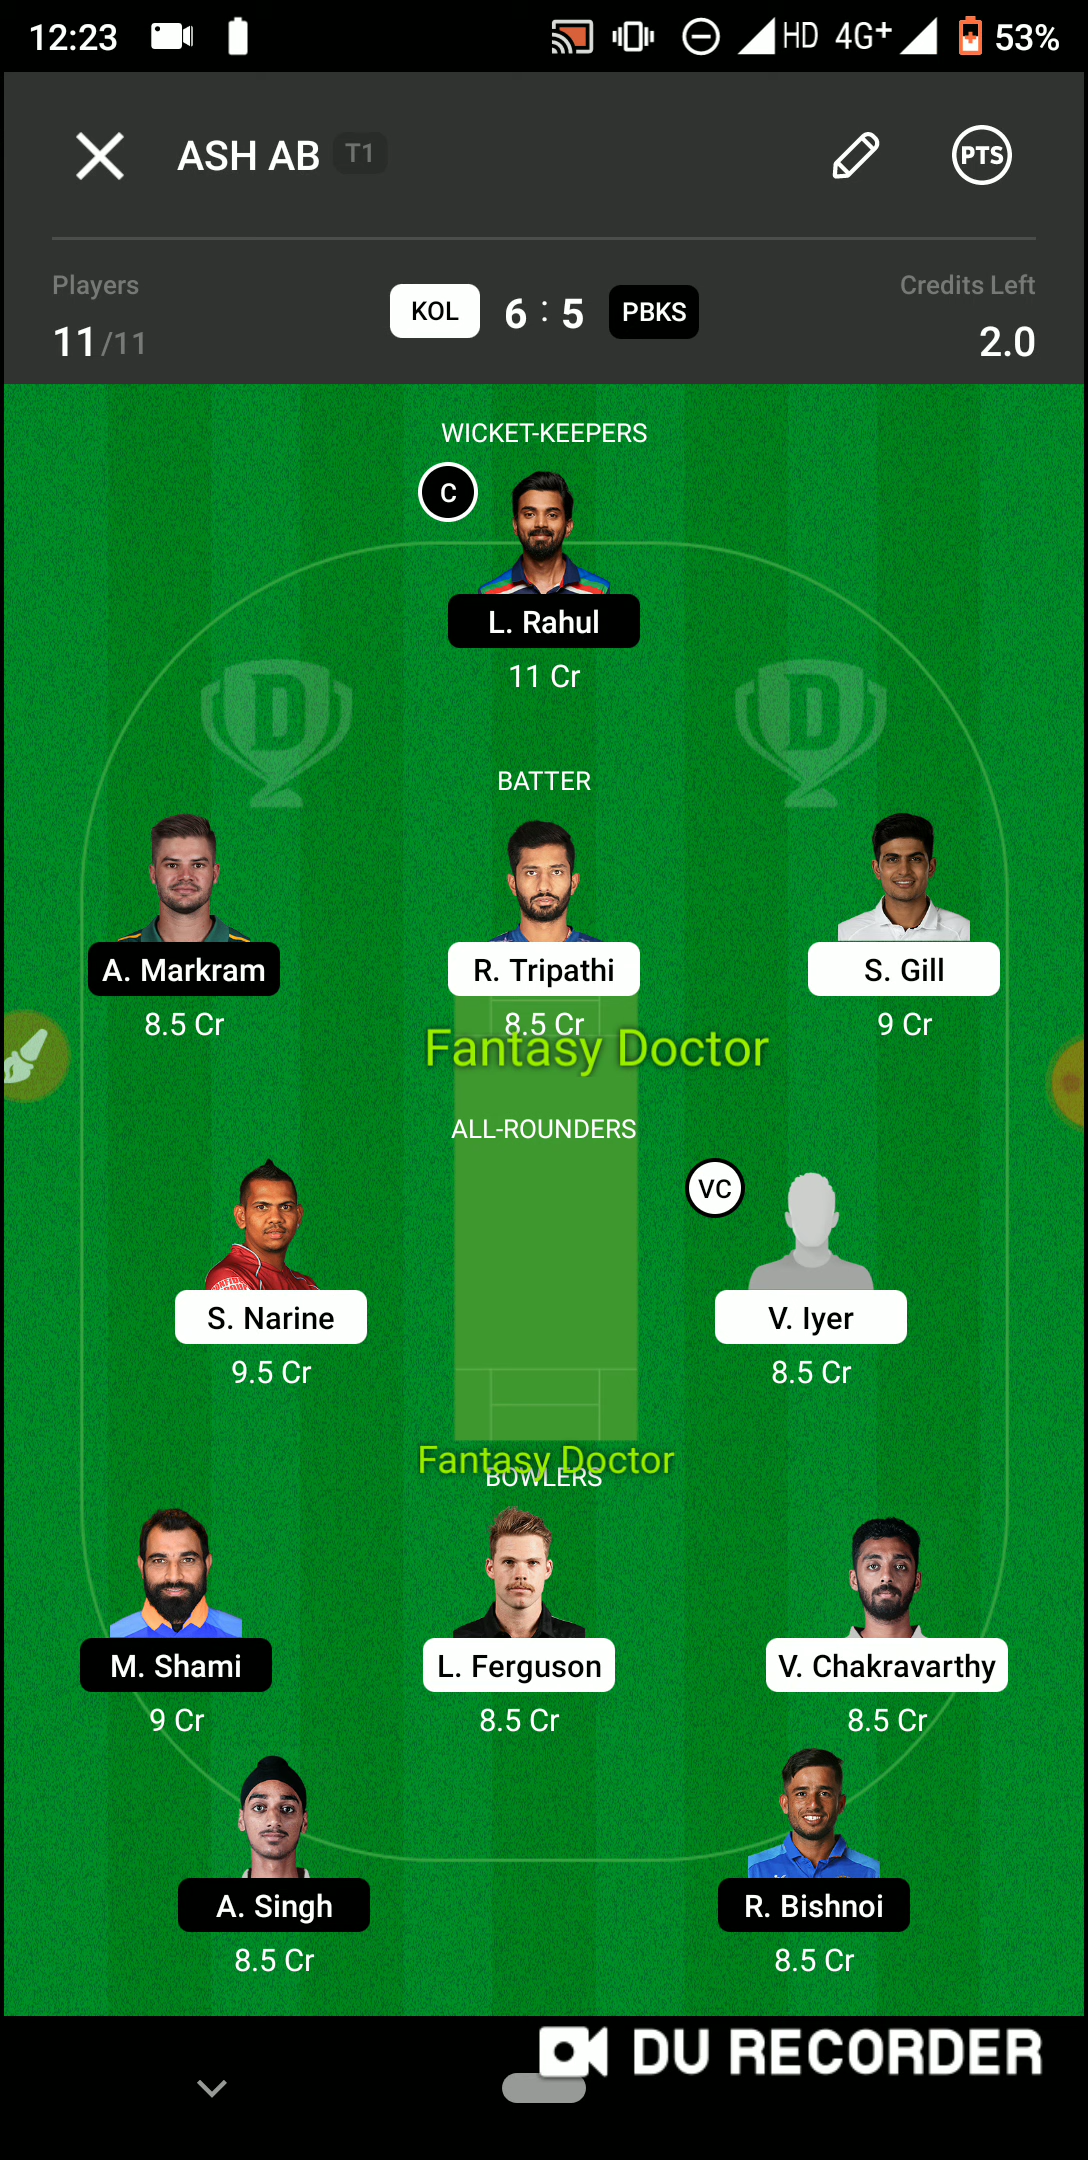 12:23 HD 4G+ 53%
ASH AB T1 PTS
Players Credits Left
KOL 6 : 5 PBKS
11/11 2.0
WICKET-KEEPERS
C
L. Rahul
11 Cr
D D
BATTER
A. Markram R. Tripathi S. Gill
8.5 Cr 8.5 Cr 9 Cr
Fantasy Doctor
ALL-ROUNDERS
VC
S. Narine V. Iyer
9.5 Cr 8.5 Cr
Fantasy Doctor
BOWLERS
M. Shami L. Ferguson V. Chakravarthy
9 Cr 8.5 Cr 8.5 Cr
A. Singh R. Bishnoi
8.5 Cr 8.5 Cr
DU RECORDER